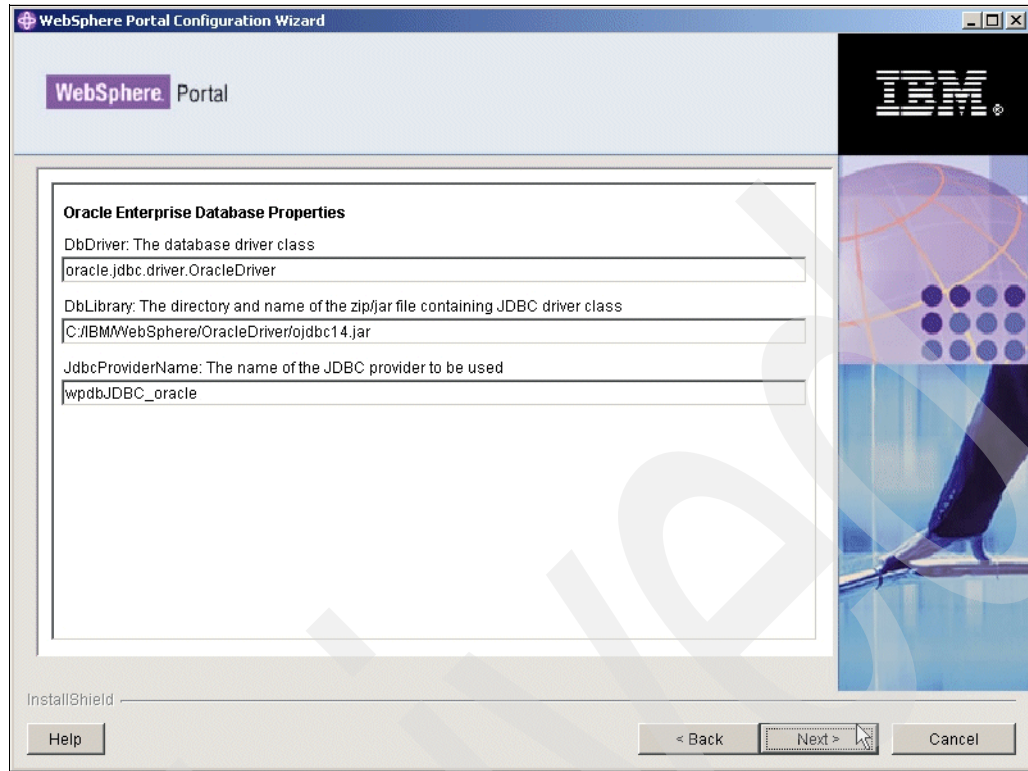 WebSphere Portal Configuration Wizard
WebSphere. Portal
IBM®
Oracle Enterprise Database Properties
DbDriver: The database driver class
oracle.jdbc.driver.OracleDriver
DbLibrary: The directory and name of the zip/jar file containing JDBC driver class
C:/IBM/WebSphere/OracleDriver/ojdbc14.jar
JdbcProviderName: The name of the JDBC provider to be used
wpdbJDBC_oracle
InstallShield
Help
< Back
Next >
Cancel